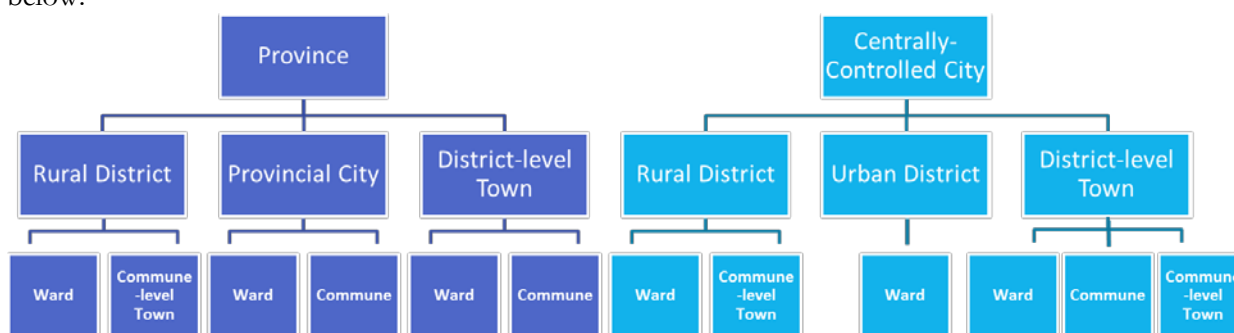 below.
Province
Centrally-
Controlled City
Rural District
Provincial City
District-level
Town
Rural District
Urban District
District-level
Town
Ward
Commune
-level
Town
Ward
Commune
Ward
Commune
Ward
Commune
-level
Town
Ward
Ward
Commune
Commune
-level
Town